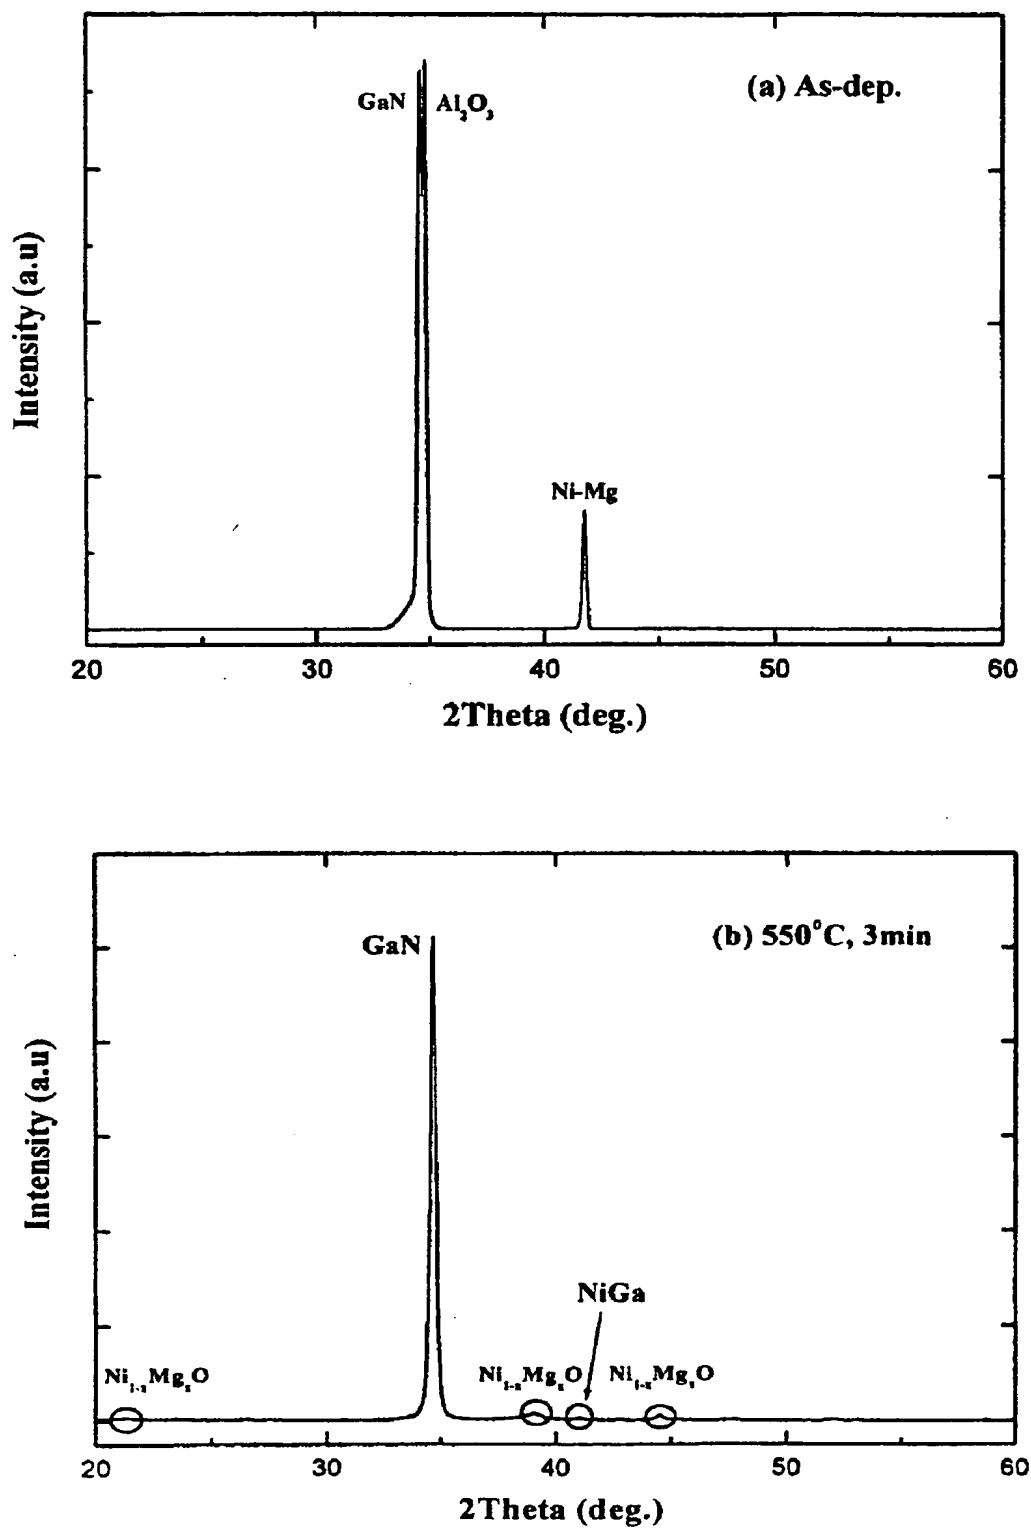 (a) As-dep.
GaN Al₂O₃
Ni-Mg
Intensity (a.u)
20 30 40 50 60
2Theta (deg.)
(b) 550°C, 3min
GaN
NiGa
Ni₁₋ₓMgₓO Ni₁₋ₓMgₓO Ni₁₋ₓMgₓO
Intensity (a.u)
20 30 40 50 60
2Theta (deg.)